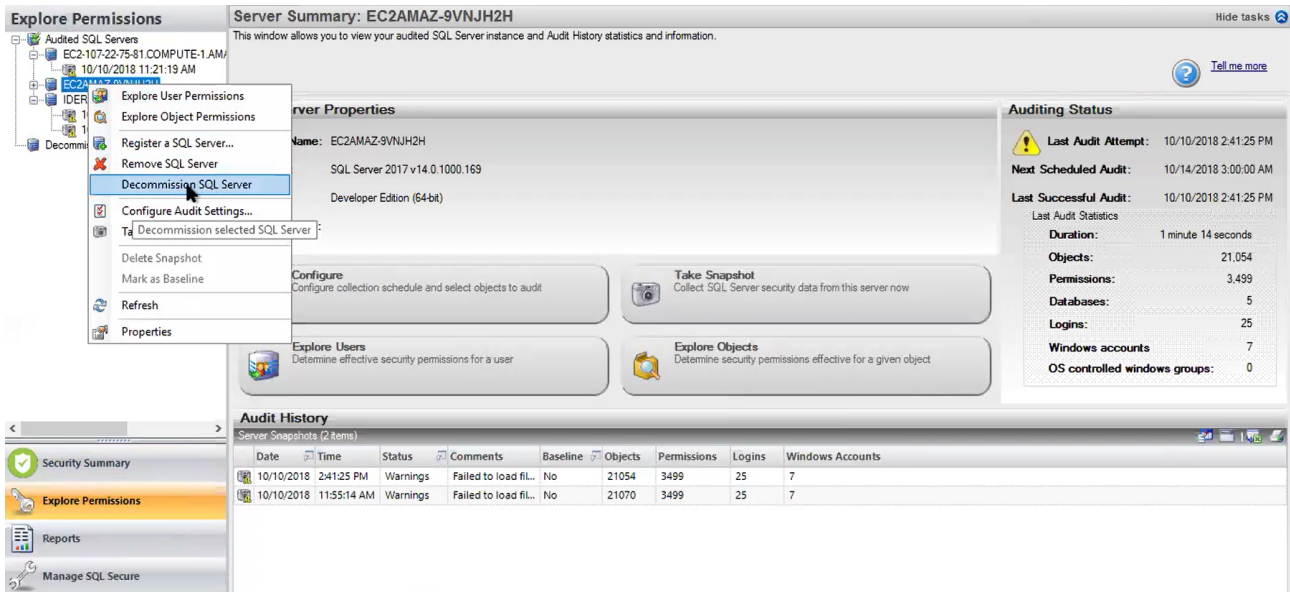 Explore Permissions
Audited SQL Servers
EC2-107-22-75-81.COMPUTE-1.AMA
10/10/2018 11:21:19 AM
EC2AMAZ-9VNJH2H
IDER
1
1
Decommis
Explore User Permissions
Explore Object Permissions
Register a SQL Server...
Remove SQL Server
Decommission SQL Server
Configure Audit Settings...
Ta
Decommission selected SQL Server
Delete Snapshot
Mark as Baseline
Refresh
Properties
Security Summary
Explore Permissions
Reports
Manage SQL Secure
Server Summary: EC2AMAZ-9VNJH2H
Hide tasks
This window allows you to view your audited SQL Server instance and Audit History statistics and information.
Tell me more
rver Properties
Name: EC2AMAZ-9VNJH2H
SQL Server 2017 v14.0.1000.169
Developer Edition (64-bit)
:
Auditing Status
Last Audit Attempt: 10/10/2018 2:41:25 PM
Next Scheduled Audit: 10/14/2018 3:00:00 AM
Last Successful Audit: 10/10/2018 2:41:25 PM
Last Audit Statistics
Duration: 1 minute 14 seconds
Objects: 21,054
Permissions: 3,499
Databases: 5
Logins: 25
Windows accounts 7
OS controlled windows groups: 0
Configure
Configure collection schedule and select objects to audit
Take Snapshot
Collect SQL Server security data from this server now
Explore Users
Determine effective security permissions for a user
Explore Objects
Determine security permissions effective for a given object
Audit History
Server Snapshots (2 items)
Date Time Status Comments Baseline Objects Permissions Logins Windows Accounts
10/10/2018 2:41:25 PM Warnings Failed to load fil... No 21054 3499 25 7
10/10/2018 11:55:14 AM Warnings Failed to load fil... No 21070 3499 25 7